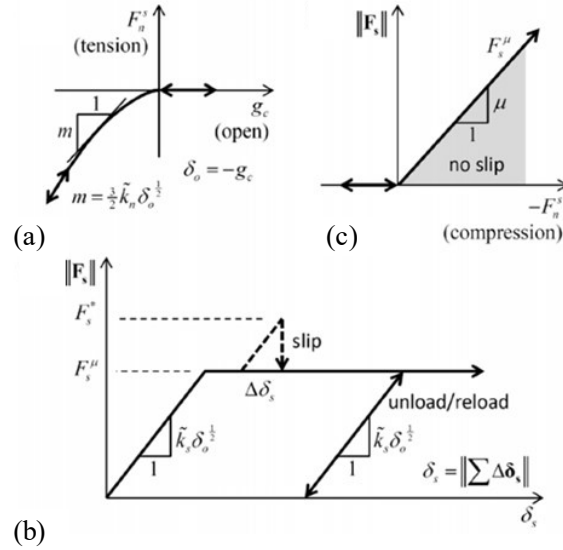 F_n^s
(tension)
1
m
g_c
(open)
δ_o = −g_c
m = 3/2 k̃_n δ_o^{1/2}
(a)
‖F_s‖
F_s^μ
μ
1
no slip
−F_n^s
(compression)
(c)
‖F_s‖
F_s^*
slip
F_s^μ
Δδ_s
unload/reload
k̃_s δ_o^{1/2}
1
k̃_s δ_o^{1/2}
1
δ_s = ‖∑ Δδ_s‖
δ_s
(b)